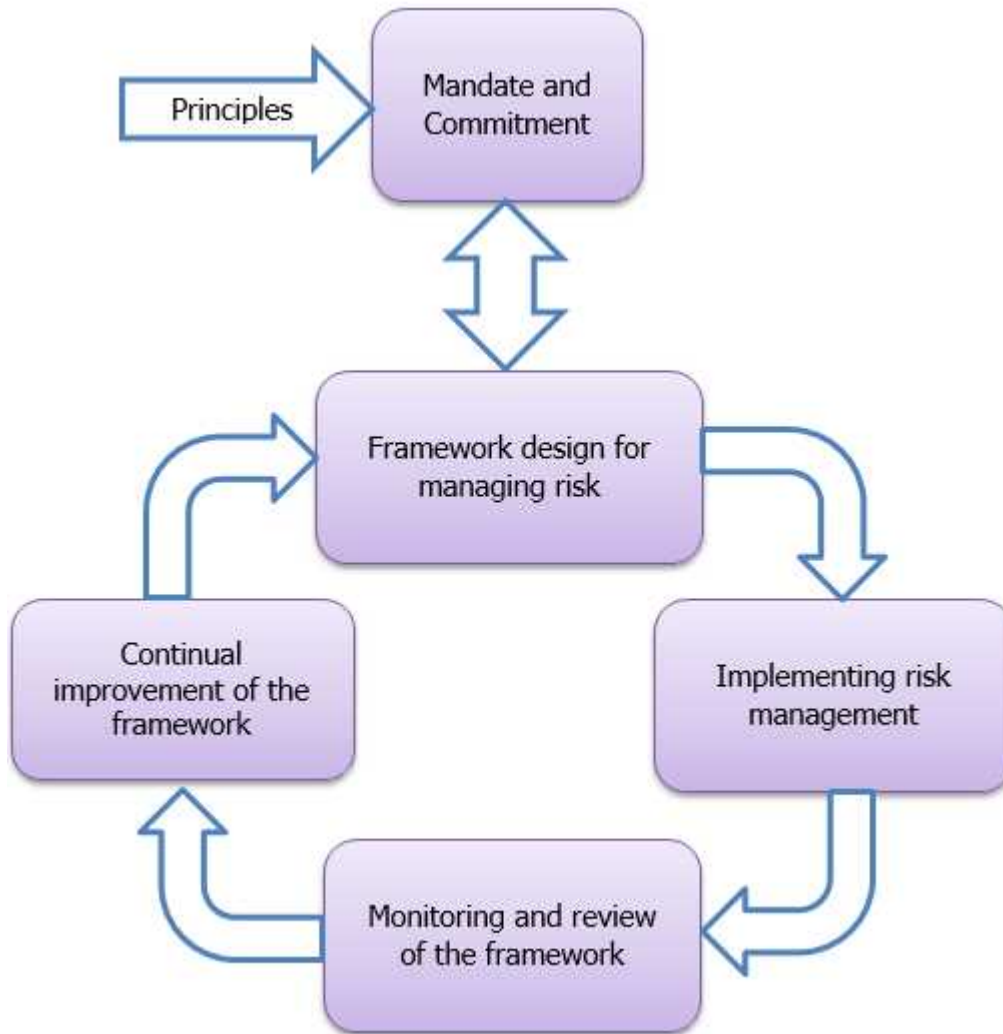 Principles
Mandate and
Commitment
Framework design for
managing risk
Continual
improvement of the
framework
Implementing risk
management
Monitoring and review
of the framework